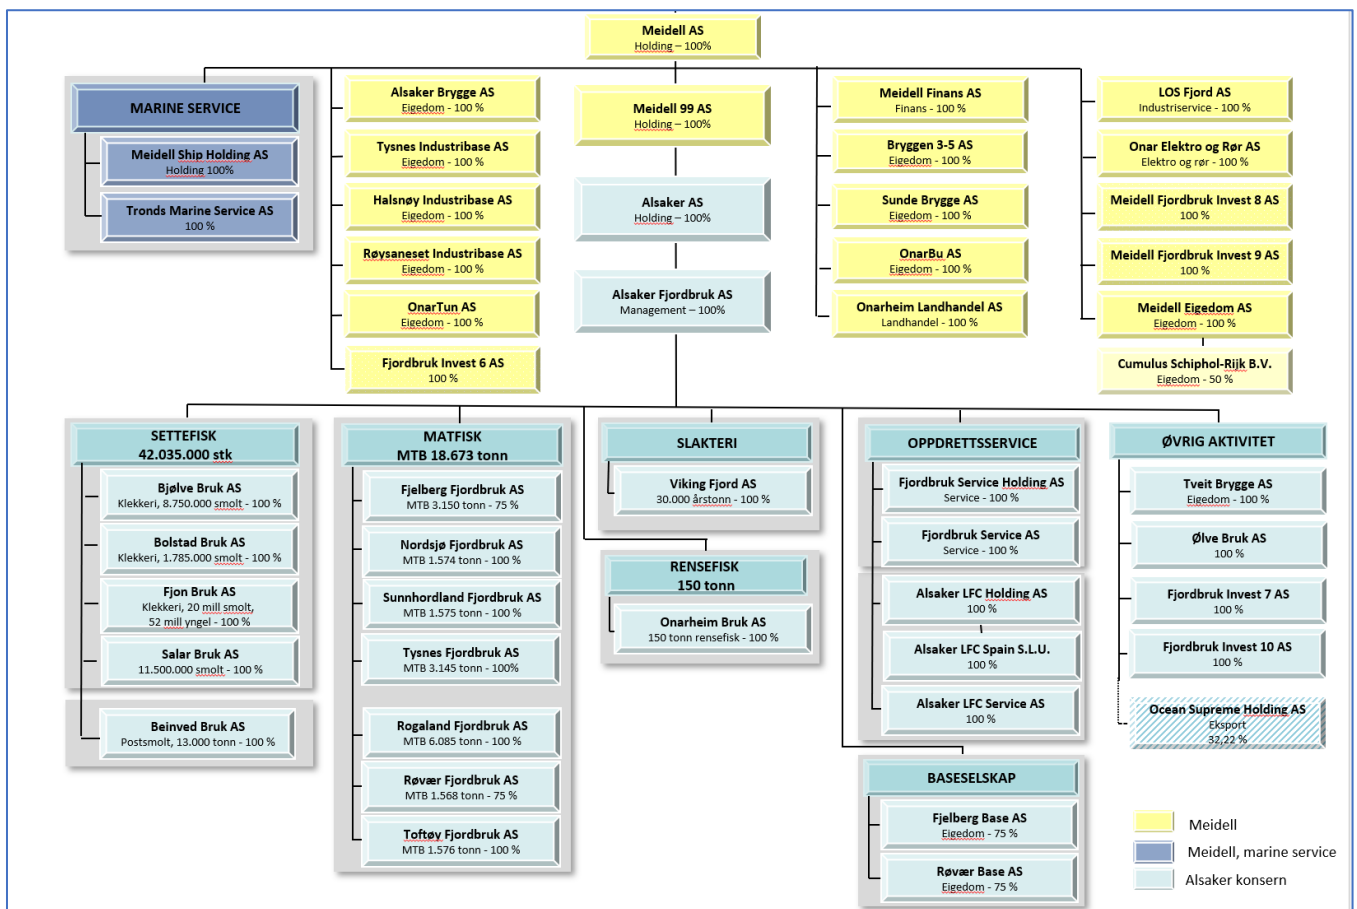 Meidell AS
Holding – 100%
MARINE SERVICE
Meidell Ship Holding AS
Holding 100%
Tronds Marine Service AS
100 %
Alsaker Brygge AS
Eigedom - 100 %
Tysnes Industribase AS
Eigedom - 100%
Halsnøy Industribase AS
Eigedom - 100%
Røysaneset Industribase AS
Eigedom - 100%
OnarTun AS
Eigedom - 100 %
Fjordbruk Invest 6 AS
100 %
Meidell 99 AS
Holding – 100%
Alsaker AS
Holding – 100%
Alsaker Fjordbruk AS
Management – 100%
Meidell Finans AS
Finans - 100 %
Bryggen 3-5 AS
Eigedom - 100 %
Sunde Brygge AS
Eigedom - 100 %
OnarBu AS
Eigedom - 100 %
Onarheim Landhandel AS
Landhandel - 100 %
LOS Fjord AS
Industriservice - 100 %
Onar Elektro og Rør AS
Elektro og rør - 100 %
Meidell Fjordbruk Invest 8 AS
100 %
Meidell Fjordbruk Invest 9 AS
100 %
Meidell Eigedom AS
Eigedom - 100 %
Cumulus Schiphol-Rijk B.V.
Eigedom - 50 %
SETTEFISK
42.035.000 stk
Bjølve Bruk AS
Klekkeri, 8.750.000 smolt - 100 %
Bolstad Bruk AS
Klekkeri, 1.785.000 smolt - 100 %
Fjon Bruk AS
Klekkeri, 20 mill smolt,
52 mill yngel - 100 %
Salar Bruk AS
11.500.000 smolt - 100 %
Beinved Bruk AS
Postsmolt, 13.000 tonn - 100 %
MATFISK
MTB 18.673 tonn
Fjelberg Fjordbruk AS
MTB 3.150 tonn - 75 %
Nordsjø Fjordbruk AS
MTB 1.574 tonn - 100 %
Sunnhordland Fjordbruk AS
MTB 1.575 tonn - 100 %
Tysnes Fjordbruk AS
MTB 3.145 tonn - 100%
Rogaland Fjordbruk AS
MTB 6.085 tonn - 100 %
Røvær Fjordbruk AS
MTB 1.568 tonn - 75 %
Toftøy Fjordbruk AS
MTB 1.576 tonn - 100 %
SLAKTERI
Viking Fjord AS
30.000 årstonn - 100 %
RENSEFISK
150 tonn
Onarheim Bruk AS
150 tonn rensefisk - 100 %
OPPDRETTSSERVICE
Fjordbruk Service Holding AS
Service - 100 %
Fjordbruk Service AS
Service - 100 %
Alsaker LFC Holding AS
100 %
Alsaker LFC Spain S.L.U.
100 %
Alsaker LFC Service AS
100 %
BASESELSKAP
Fjelberg Base AS
Eigedom - 75 %
Røvær Base AS
Eigedom - 75 %
ØVRIG AKTIVITET
Tveit Brygge AS
Eigedom - 100 %
Ølve Bruk AS
100 %
Fjordbruk Invest 7 AS
100 %
Fjordbruk Invest 10 AS
100 %
Ocean Supreme Holding AS
Eksport
32,22 %
Meidell
Meidell, marine service
Alsaker konsern